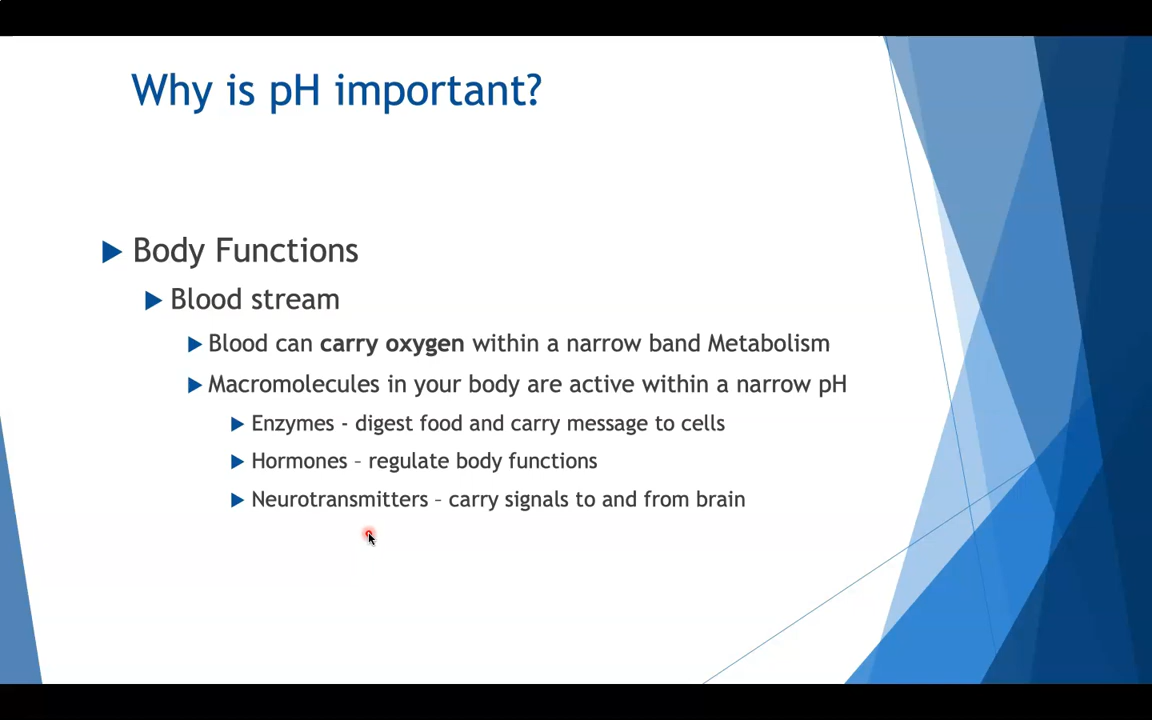 Why is pH important?
Body Functions
Blood stream
Blood can carry oxygen within a narrow band Metabolism
Macromolecules in your body are active within a narrow pH
Enzymes - digest food and carry message to cells
Hormones – regulate body functions
Neurotransmitters – carry signals to and from brain